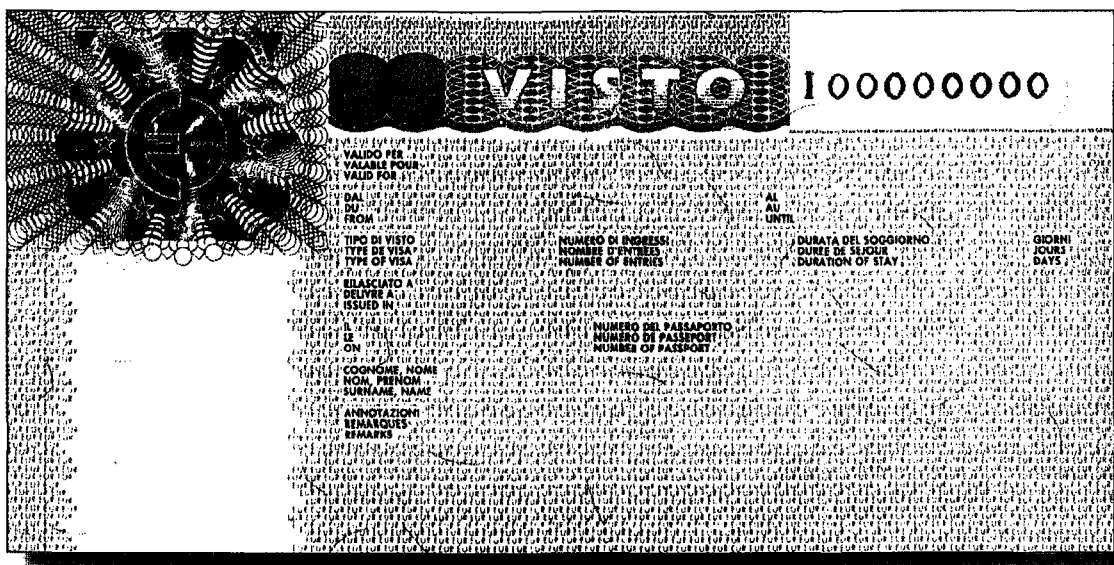 VISTO
I 00000000
VALIDO PER
VALABLE POUR
VALID FOR
DAL
DU
FROM
AL
AU
UNTIL
TIPO DI VISTO
TYPE DE VISA
TYPE OF VISA
NUMERO DI INGRESSI
NOMBRE D'ENTREES
NUMBER OF ENTRIES
DURATA DEL SOGGIORNO
DUREE DE SEJOUR
DURATION OF STAY
GIORNI
JOURS
DAYS
RILASCIATO A
DELIVRE A
ISSUED IN
IL
LE
ON
NUMERO DEL PASSAPORTO
NUMERO DE PASSEPORT
NUMBER OF PASSPORT
COGNOME, NOME
NOM, PRENOM
SURNAME, NAME
ANNOTAZIONI
REMARQUES
REMARKS